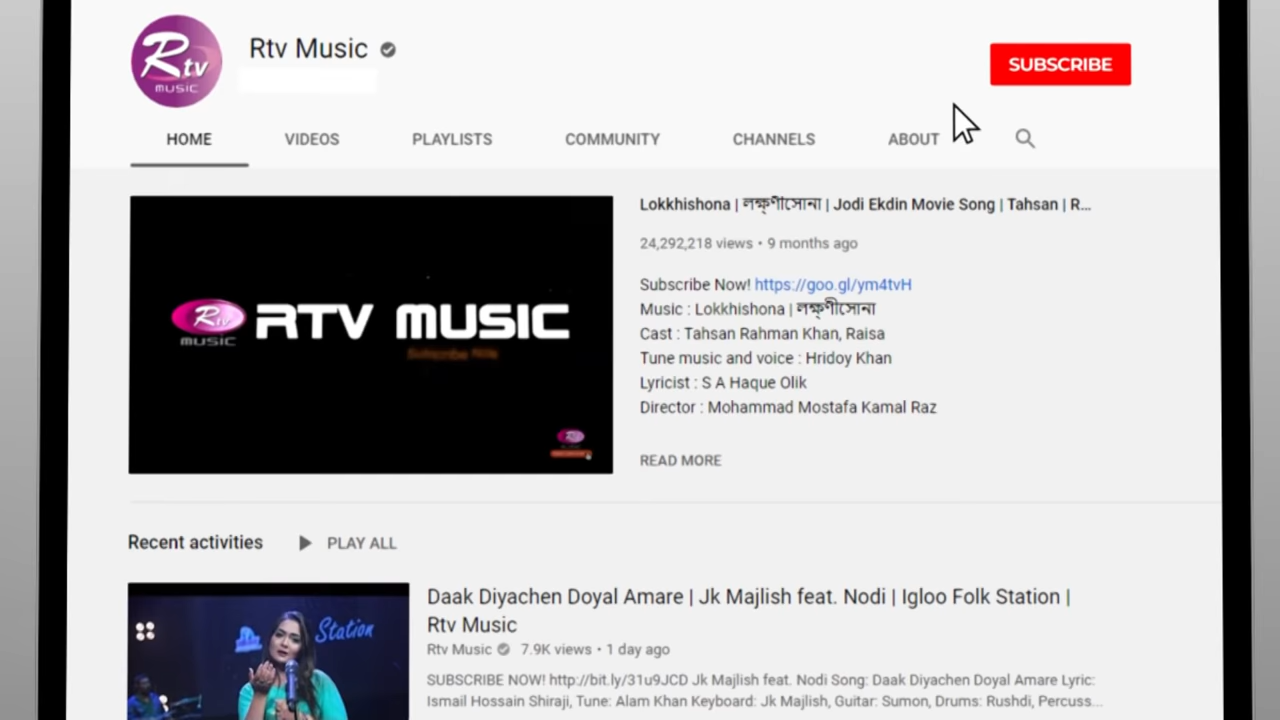 Rtv
MUSIC
Rtv Music
SUBSCRIBE
HOME VIDEOS PLAYLISTS COMMUNITY CHANNELS ABOUT
Lokkhishona | লক্ষ্ণীসোনা | Jodi Ekdin Movie Song | Tahsan | R...
24,292,218 views • 9 months ago
Subscribe Now! https://goo.gl/ym4tvH
Music : Lokkhishona | লক্ষ্ণীসোনা
Cast : Tahsan Rahman Khan, Raisa
Tune music and voice : Hridoy Khan
Lyricist : S A Haque Olik
Director : Mohammad Mostafa Kamal Raz
READ MORE
Rtv
MUSIC
RTV MUSIC
Subscribe Now
Rtv
Recent activities PLAY ALL
Station
Daak Diyachen Doyal Amare | Jk Majlish feat. Nodi | Igloo Folk Station |
Rtv Music
Rtv Music 7.9K views • 1 day ago
SUBSCRIBE NOW! http://bit.ly/31u9JCD Jk Majlish feat. Nodi Song: Daak Diyachen Doyal Amare Lyric:
Ismail Hossain Shiraji, Tune: Alam Khan Keyboard: Jk Majlish, Guitar: Sumon, Drums: Rushdi, Percuss...